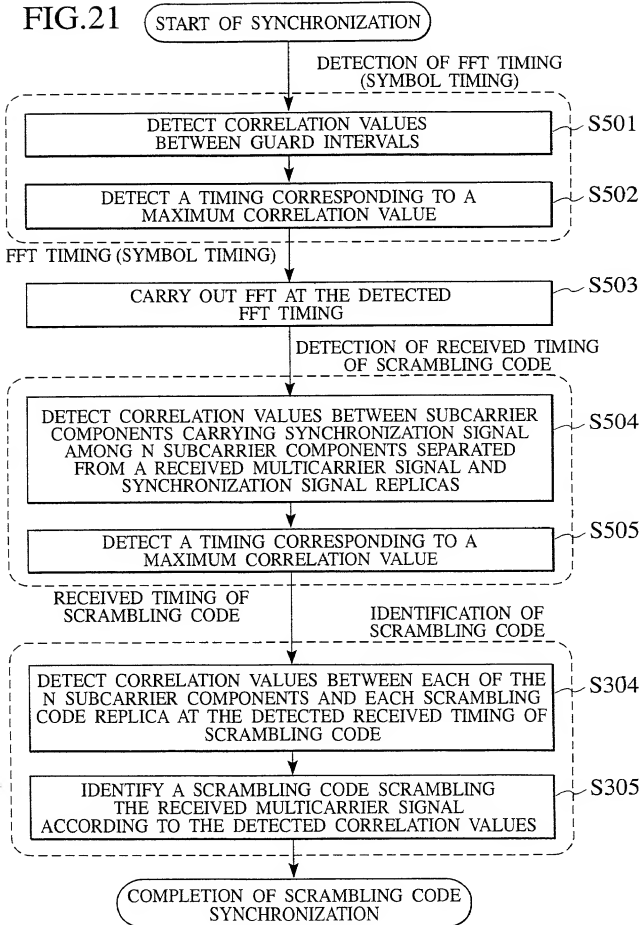 FIG.21
START OF SYNCHRONIZATION
DETECTION OF FFT TIMING
(SYMBOL TIMING)
DETECT CORRELATION VALUES
BETWEEN GUARD INTERVALS
S501
DETECT A TIMING CORRESPONDING TO A
MAXIMUM CORRELATION VALUE
S502
FFT TIMING (SYMBOL TIMING)
CARRY OUT FFT AT THE DETECTED
FFT TIMING
S503
DETECTION OF RECEIVED TIMING
OF SCRAMBLING CODE
DETECT CORRELATION VALUES BETWEEN SUBCARRIER
COMPONENTS CARRYING SYNCHRONIZATION SIGNAL
AMONG N SUBCARRIER COMPONENTS SEPARATED
FROM A RECEIVED MULTICARRIER SIGNAL AND
SYNCHRONIZATION SIGNAL REPLICAS
S504
DETECT A TIMING CORRESPONDING TO A
MAXIMUM CORRELATION VALUE
S505
RECEIVED TIMING OF
SCRAMBLING CODE
IDENTIFICATION OF
SCRAMBLING CODE
DETECT CORRELATION VALUES BETWEEN EACH OF THE
N SUBCARRIER COMPONENTS AND EACH SCRAMBLING
CODE REPLICA AT THE DETECTED RECEIVED TIMING OF
SCRAMBLING CODE
S304
IDENTIFY A SCRAMBLING CODE SCRAMBLING
THE RECEIVED MULTICARRIER SIGNAL
ACCORDING TO THE DETECTED CORRELATION VALUES
S305
COMPLETION OF SCRAMBLING CODE
SYNCHRONIZATION